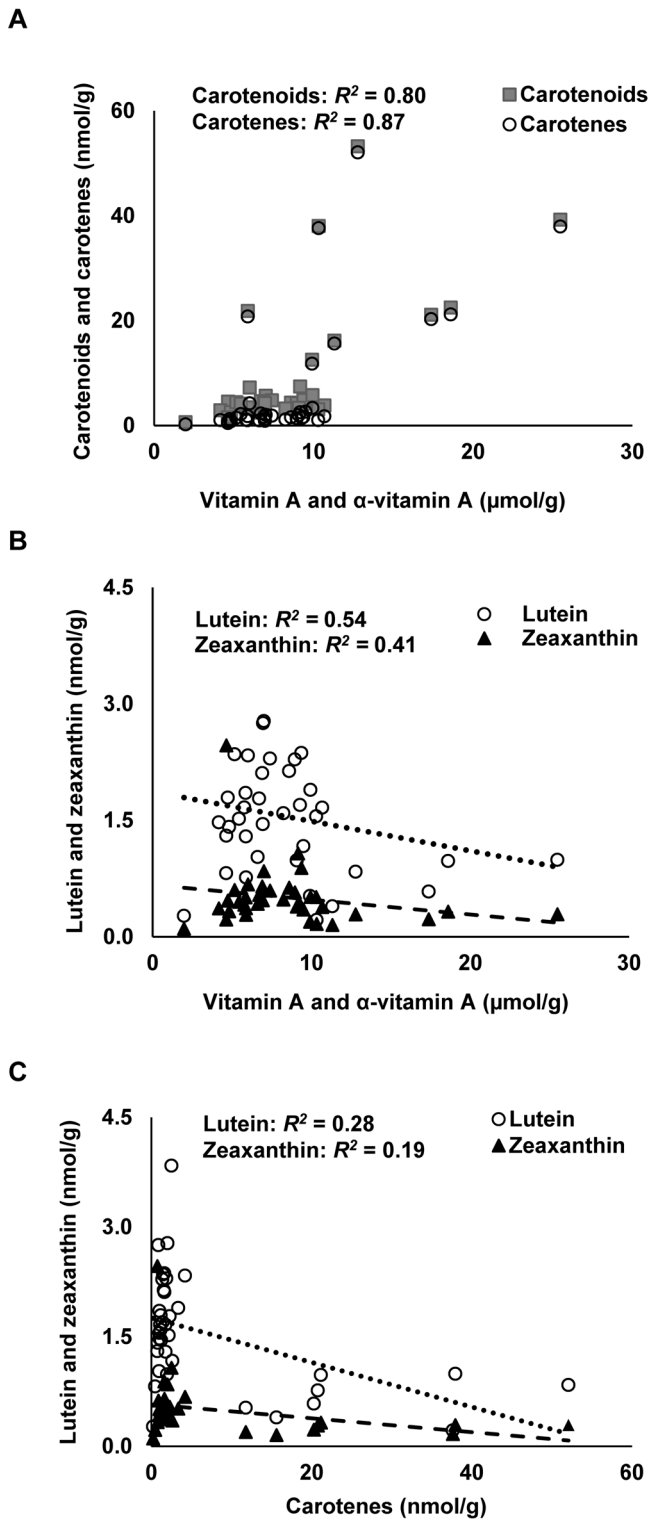 A
Carotenoids: R² = 0.80
Carotenes: R² = 0.87
Carotenoids
Carotenes
Carotenoids and carotenes (nmol/g)
60
40
20
0
0 10 20 30
Vitamin A and α-vitamin A (µmol/g)
B
Lutein: R² = 0.54
Zeaxanthin: R² = 0.41
Lutein
Zeaxanthin
Lutein and zeaxanthin (nmol/g)
4.5
3.0
1.5
0.0
0 10 20 30
Vitamin A and α-vitamin A (µmol/g)
C
Lutein: R² = 0.28
Zeaxanthin: R² = 0.19
Lutein
Zeaxanthin
Lutein and zeaxanthin (nmol/g)
4.5
3.0
1.5
0.0
0 20 40 60
Carotenes (nmol/g)